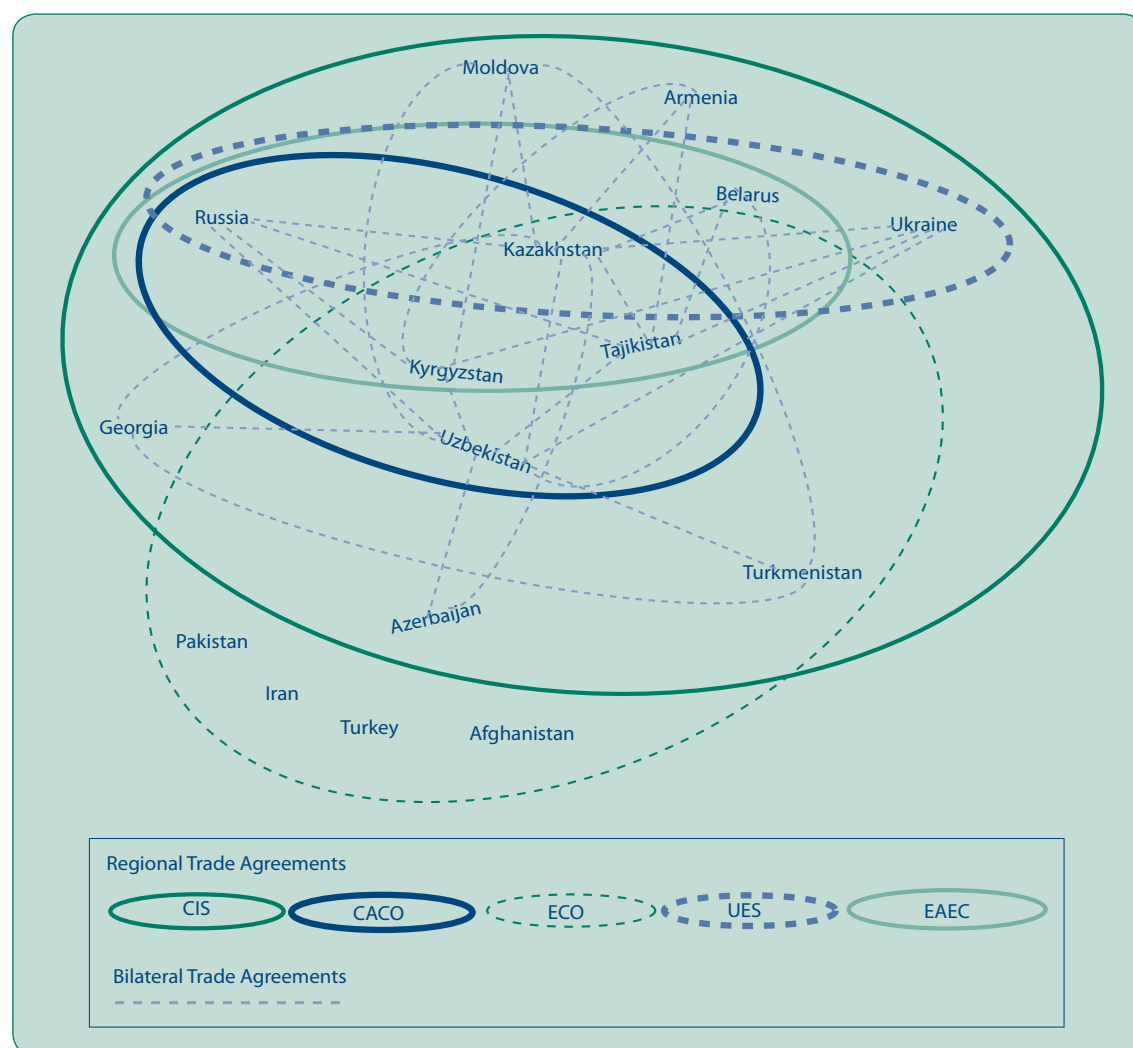 Moldova
Armenia
Belarus
Russia
Ukraine
Kazakhstan
Tajikistan
Kyrgyzstan
Georgia
Uzbekistan
Turkmenistan
Azerbaijan
Pakistan
Iran
Turkey
Afghanistan
Regional Trade Agreements
CIS
CACO
ECO
UES
EAEC
Bilateral Trade Agreements